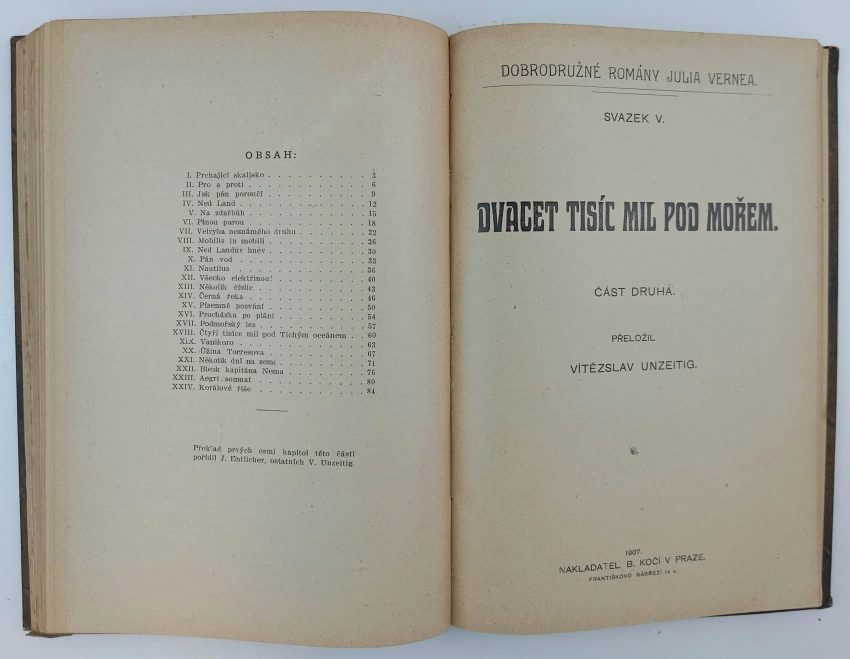 OBSAH:
I. Prchající skalisko . . . . . . . . . . . 3
II. Pro a proti . . . . . . . . . . . . 6
III. Jak pán poroučí . . . . . . . . . . . 9
IV. Ned Land . . . . . . . . . . . . . 12
V. Na zdařbůh . . . . . . . . . . . . 15
VI. Plnou parou . . . . . . . . . . . . 18
VII. Velryba neznámého druhu . . . . . . . . 22
VIII. Mobilis in mobili . . . . . . . . . . . 26
IX. Ned Landův hněv . . . . . . . . . . 30
X. Pán vod . . . . . . . . . . . . . 33
XI. Nautilus . . . . . . . . . . . . . 36
XII. Všecko elektřinou! . . . . . . . . . . 40
XIII. Několik číslic . . . . . . . . . . . . 43
XIV. Černá řeka . . . . . . . . . . . . 46
XV. Písemné pozvání . . . . . . . . . . 50
XVI. Procházka po pláni . . . . . . . . . . 54
XVII. Podmořský les . . . . . . . . . . . 57
XVIII. Čtyři tisíce mil pod Tichým oceánem . . 60
XIX. Vanikoro . . . . . . . . . . . . . 63
XX. Úžina Torresova . . . . . . . . . . 67
XXI. Několik dní na zemi . . . . . . . . . 71
XXII. Blesk kapitána Nema . . . . . . . . . 76
XXIII. Aegri somnat . . . . . . . . . . . 80
XXIV. Korálové říše . . . . . . . . . . . 84
Překlad prvých osmi kapitol této části
pořídil J. Entlicher, ostatních V. Unzeitig.
DOBRODRUŽNÉ ROMÁNY JULIA VERNEA.
SVAZEK V.
DVACET TISÍC MIL POD MOŘEM.
ČÁST DRUHÁ.
PŘELOŽIL
VÍTĚZSLAV UNZEITIG.
1907.
NAKLADATEL B. KOČÍ V PRAZE.
FRANTIŠKOVO NÁBŘEŽÍ